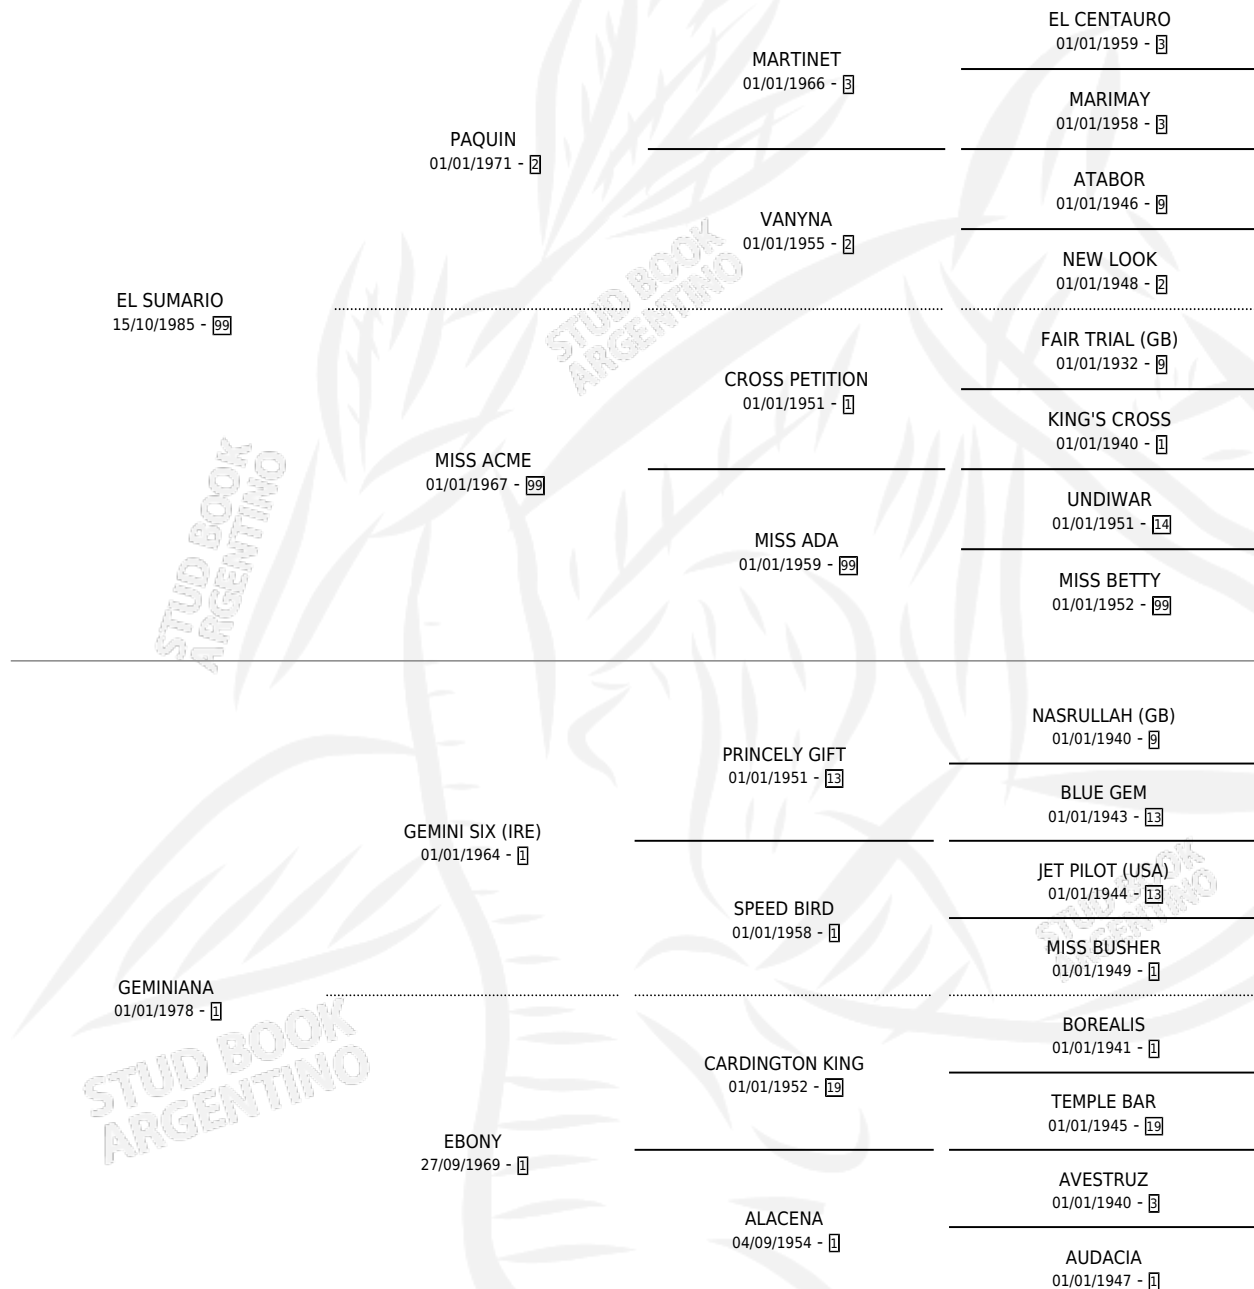 EL CENTAURO
01/01/1959 - 3
MARTINET
01/01/1966 - 3
MARIMAY
01/01/1958 - 3
PAQUIN
01/01/1971 - 2
ATABOR
01/01/1946 - 9
VANYNA
01/01/1955 - 2
NEW LOOK
01/01/1948 - 2
EL SUMARIO
15/10/1985 - 99
STUD BOOK
ARGENTINO
FAIR TRIAL (GB)
01/01/1932 - 9
CROSS PETITION
01/01/1951 - 1
KING'S CROSS
01/01/1940 - 1
MISS ACME
01/01/1967 - 99
UNDIWAR
01/01/1951 - 14
MISS ADA
01/01/1959 - 99
MISS BETTY
01/01/1952 - 99
STUD BOOK
ARGENTINO
NASRULLAH (GB)
01/01/1940 - 9
PRINCELY GIFT
01/01/1951 - 13
BLUE GEM
01/01/1943 - 13
GEMINI SIX (IRE)
01/01/1964 - 1
JET PILOT (USA)
01/01/1944 - 13
SPEED BIRD
01/01/1958 - 1
STUD BOOK
ARGENTINO
MISS BUSHER
01/01/1949 - 1
GEMINIANA
01/01/1978 - 1
BOREALIS
01/01/1941 - 1
CARDINGTON KING
01/01/1952 - 19
TEMPLE BAR
01/01/1945 - 19
STUD BOOK
ARGENTINO
EBONY
27/09/1969 - 1
AVESTRUZ
01/01/1940 - 3
ALACENA
04/09/1954 - 1
AUDACIA
01/01/1947 - 1